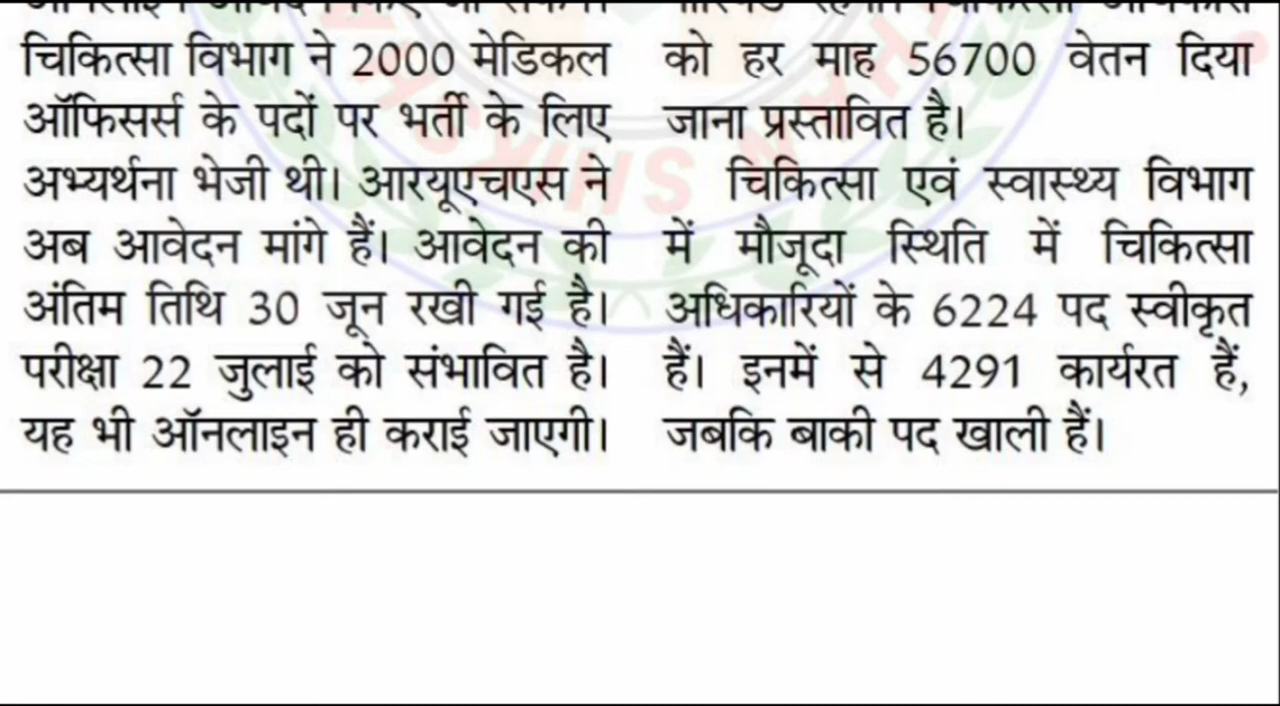 चिकित्सा विभाग ने 2000 मेडिकल
ऑफिसर्स के पदों पर भर्ती के लिए
अभ्यर्थना भेजी थी। आरयूएचएस ने
अब आवेदन मांगे हैं। आवेदन की
अंतिम तिथि 30 जून रखी गई है।
परीक्षा 22 जुलाई को संभावित है।
यह भी ऑनलाइन ही कराई जाएगी।
को हर माह 56700 वेतन दिया
जाना प्रस्तावित है।
चिकित्सा एवं स्वास्थ्य विभाग
में मौजूदा स्थिति में चिकित्सा
अधिकारियों के 6224 पद स्वीकृत
हैं। इनमें से 4291 कार्यरत हैं,
जबकि बाकी पद खाली हैं।